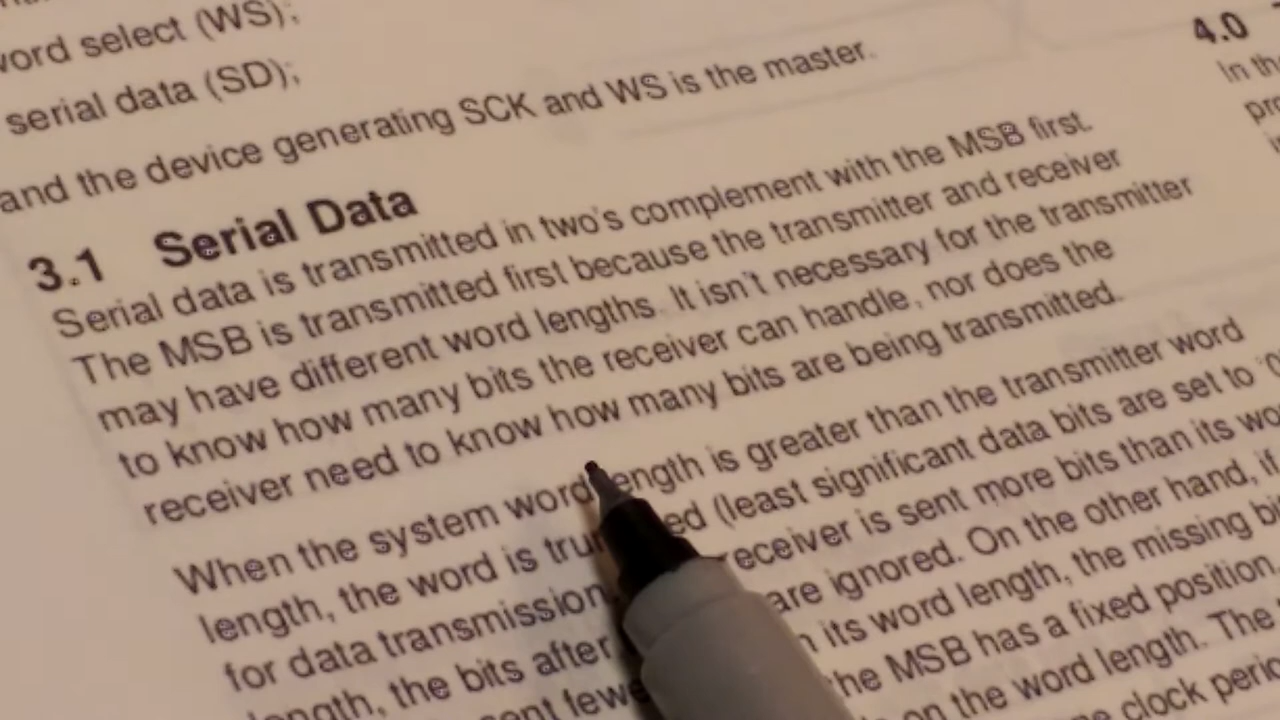 word select (WS);
serial data (SD);
and the device generating SCK and WS is the master.
3.1 Serial Data
Serial data is transmitted in two's complement with the MSB first.
The MSB is transmitted first because the transmitter and receiver
may have different word lengths. It isn't necessary for the transmitter
to know how many bits the receiver can handle, nor does the
receiver need to know how many bits are being transmitted.
When the system word length is greater than the transmitter word
length, the word is (least significant data bits are set to '0
for data transmission receiver is sent more bits than its
length, the bits after are ignored. On the other hand, if
its word length, the missing
the MSB has a fixed position,
on the word length. The
clock
4.0
In